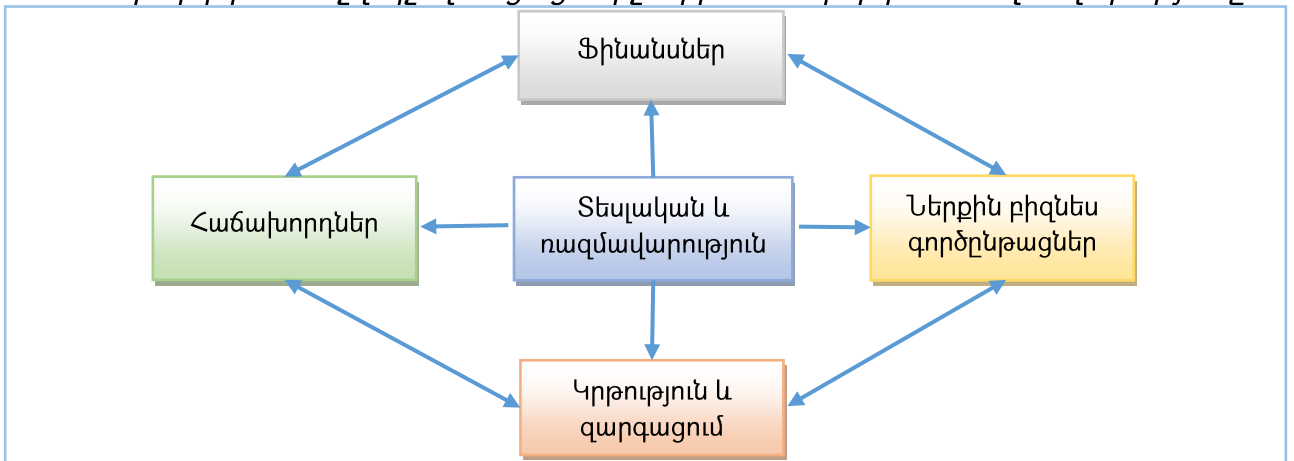 Ֆինանսներ
Հաճախորդներ
Տեսլական և
ռազմավարություն
Ներքին բիզնես
գործընթացներ
Կրթություն և
զարգացում